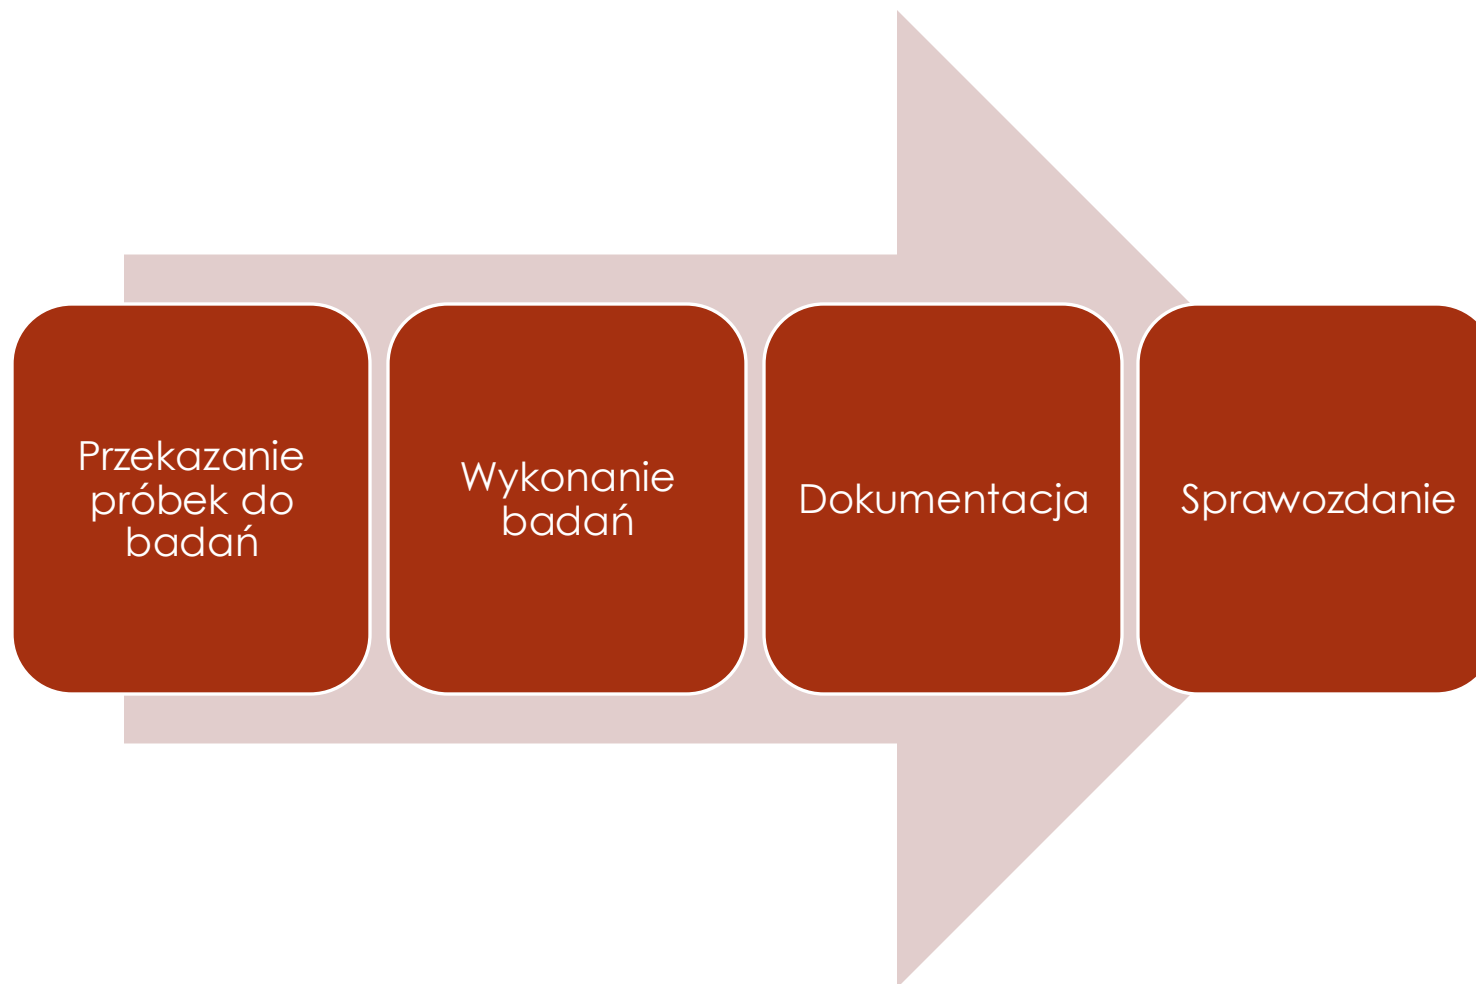 Przekazanie
próbek do
badań
Wykonanie
badań
Dokumentacja
Sprawozdanie